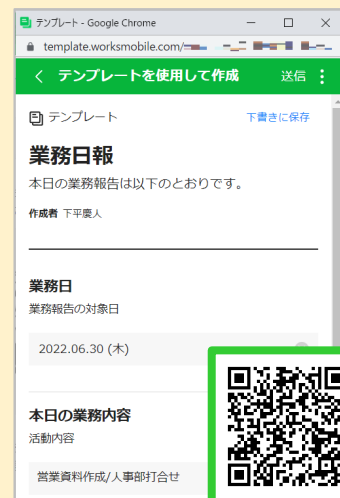 テンプレート - Google Chrome
template.worksmobile.com/
テンプレートを使用して作成 送信
テンプレート 下書きに保存
業務日報
本日の業務報告は以下のとおりです。
作成者 下平慶人
業務日
業務報告の対象日
2022.06.30 (木)
本日の業務内容
活動内容
営業資料作成/人事部打合せ